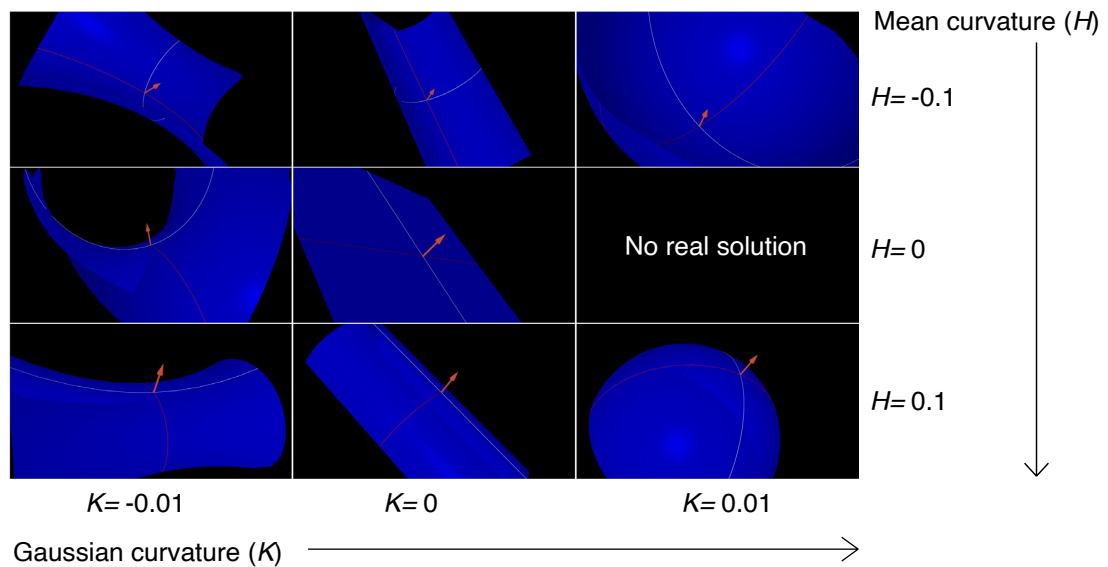 Mean curvature (H)
H= -0.1
No real solution
H= 0
H= 0.1
K= -0.01
K= 0
K= 0.01
Gaussian curvature (K)